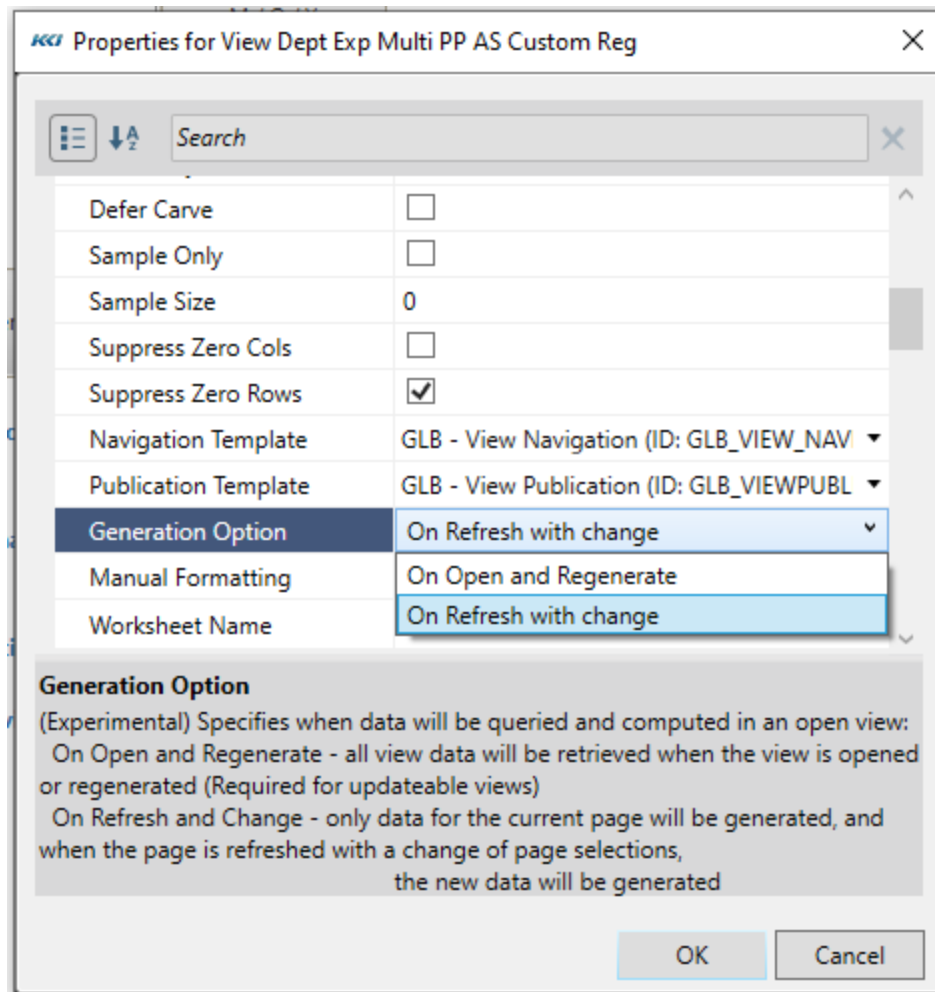 KCI Properties for View Dept Exp Multi PP AS Custom Reg
Search
Defer Carve
Sample Only
Sample Size 0
Suppress Zero Cols
Suppress Zero Rows
Navigation Template GLB - View Navigation (ID: GLB_VIEW_NAV
Publication Template GLB - View Publication (ID: GLB_VIEWPUBL
Generation Option On Refresh with change
Manual Formatting On Open and Regenerate
On Refresh with change
Worksheet Name
Generation Option
(Experimental) Specifies when data will be queried and computed in an open view:
On Open and Regenerate - all view data will be retrieved when the view is opened
or regenerated (Required for updateable views)
On Refresh and Change - only data for the current page will be generated, and
when the page is refreshed with a change of page selections,
the new data will be generated
OK Cancel